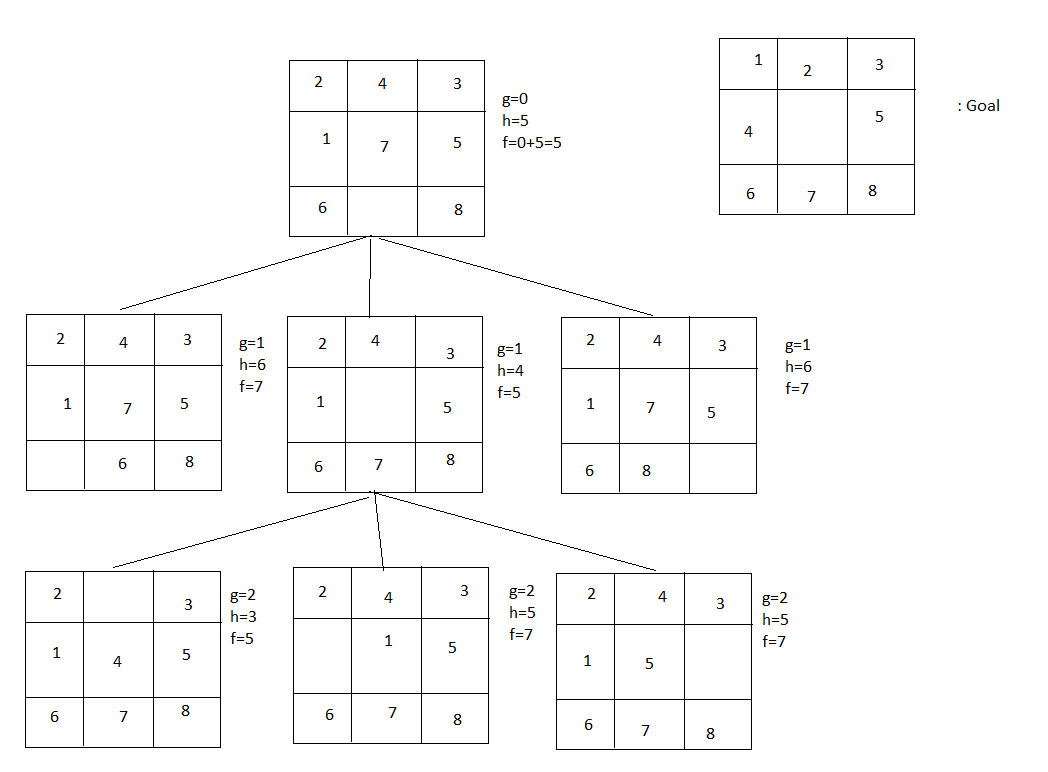 2 4 3
1 7 5
6 8
g=0
h=5
f=0+5=5
1 2 3
4 5
6 7 8
: Goal
2 4 3
1 7 5
6 8
g=1
h=6
f=7
2 4 3
1 5
6 7 8
g=1
h=4
f=5
2 4 3
1 7 5
6 8
g=1
h=6
f=7
2 3
1 4 5
6 7 8
g=2
h=3
f=5
2 4 3
1 5
6 7 8
g=2
h=5
f=7
2 4 3
1 5
6 7 8
g=2
h=5
f=7